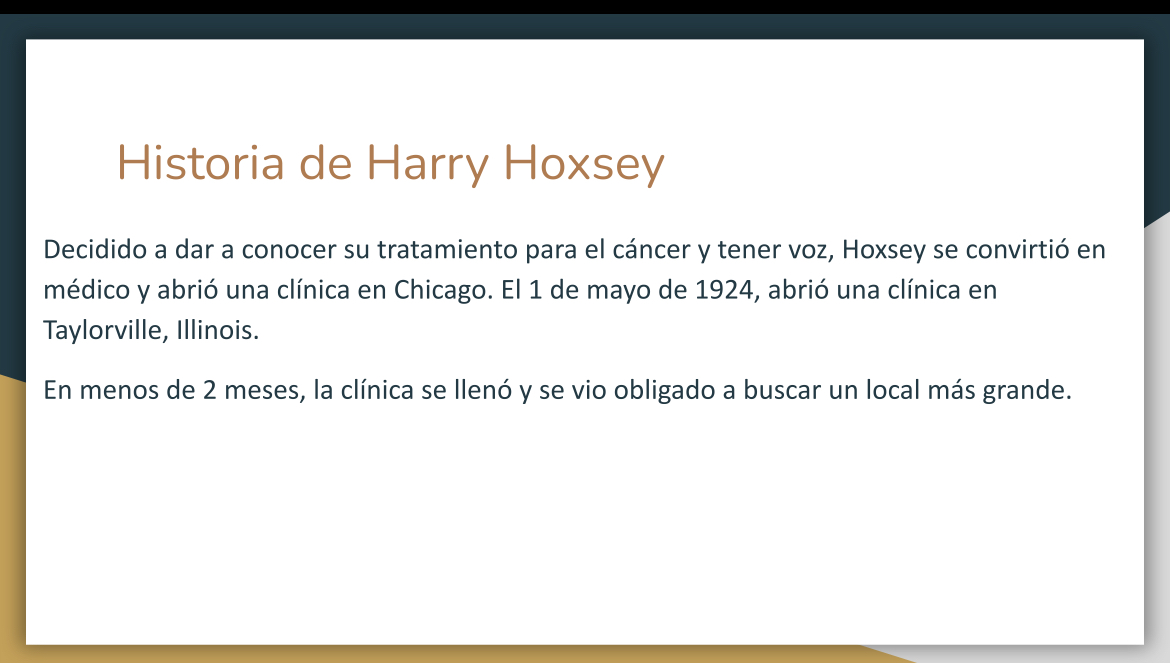 Historia de Harry Hoxsey
Decidido a dar a conocer su tratamiento para el cáncer y tener voz, Hoxsey se convirtió en
médico y abrió una clínica en Chicago. El 1 de mayo de 1924, abrió una clínica en
Taylorville, Illinois.
En menos de 2 meses, la clínica se llenó y se vio obligado a buscar un local más grande.